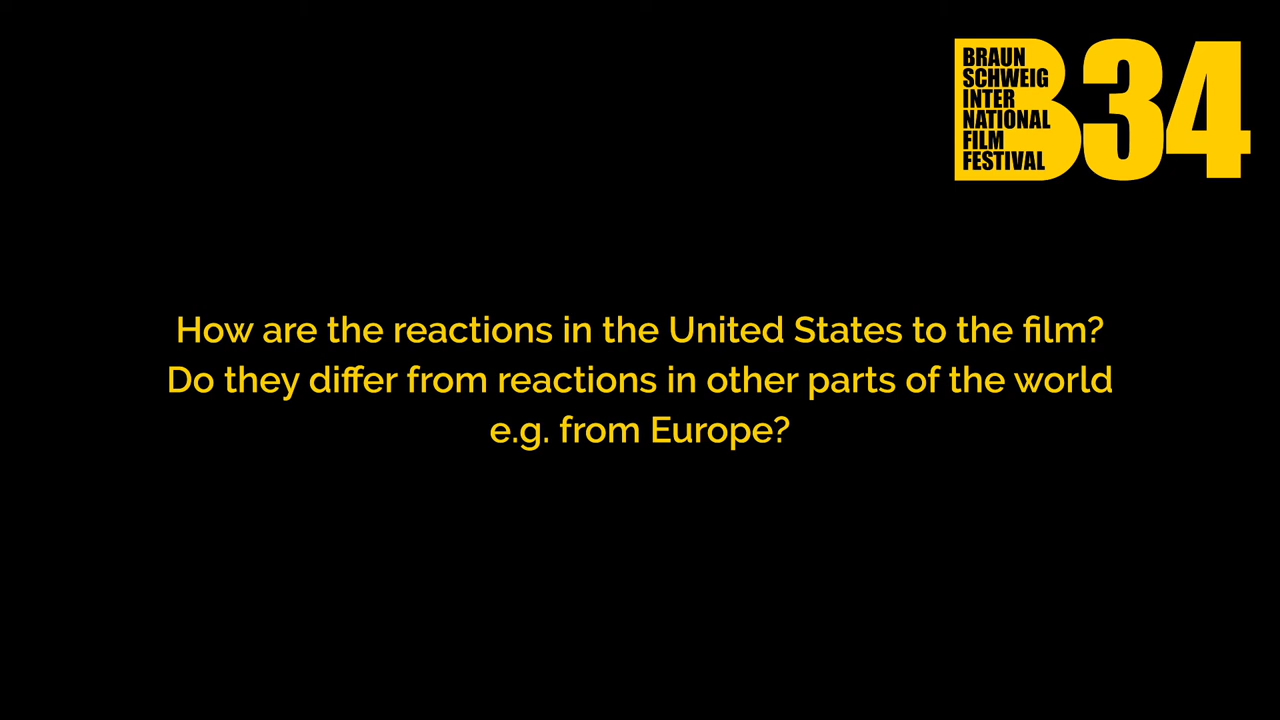 BRAUN
SCHWEIG
INTER
NATIONAL
FILM
FESTIVAL
B34
How are the reactions in the United States to the film?
Do they differ from reactions in other parts of the world
e.g. from Europe?